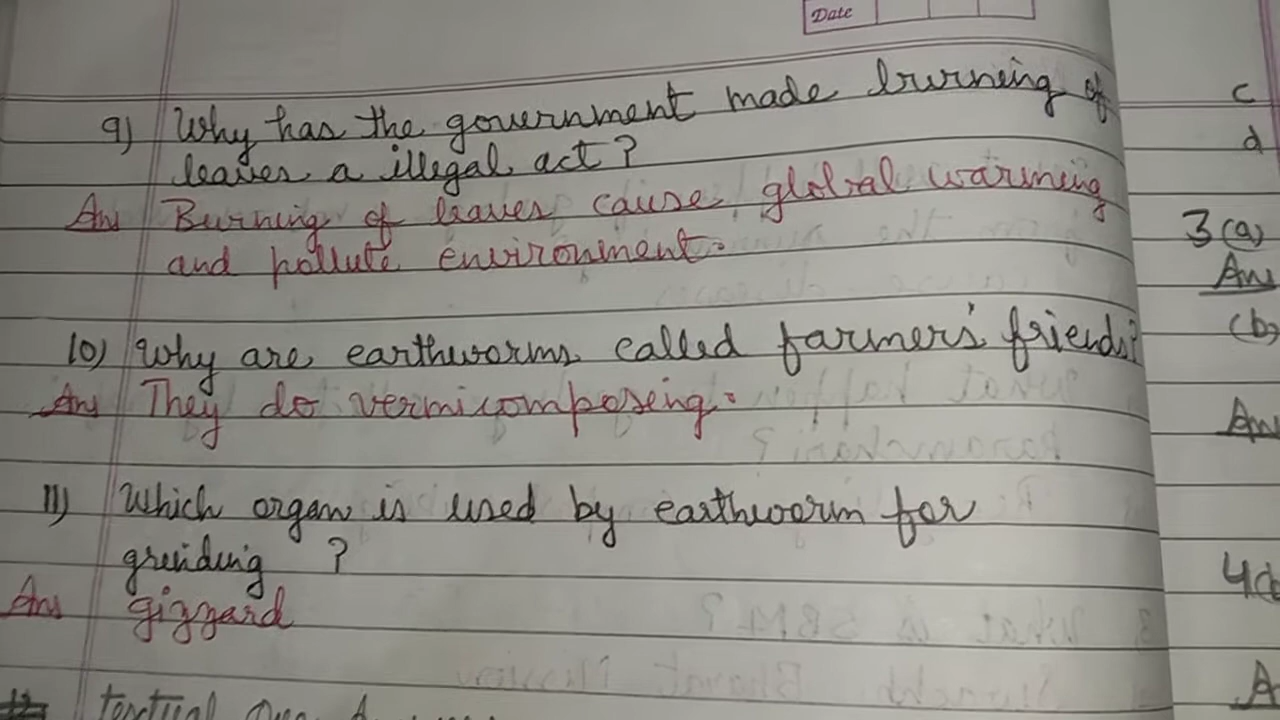 Date
9) Why has the government made burning of
leaves a illegal act?
Ans Burning of leaves cause global warming
and pollute environment.
10) Why are earthworms called farmer's friends?
Ans They do vermicomposing.
11) Which organ is used by earthworm for
grinding ?
Ans gizzard
c
d
3(a)
Ans
(b)
Ans